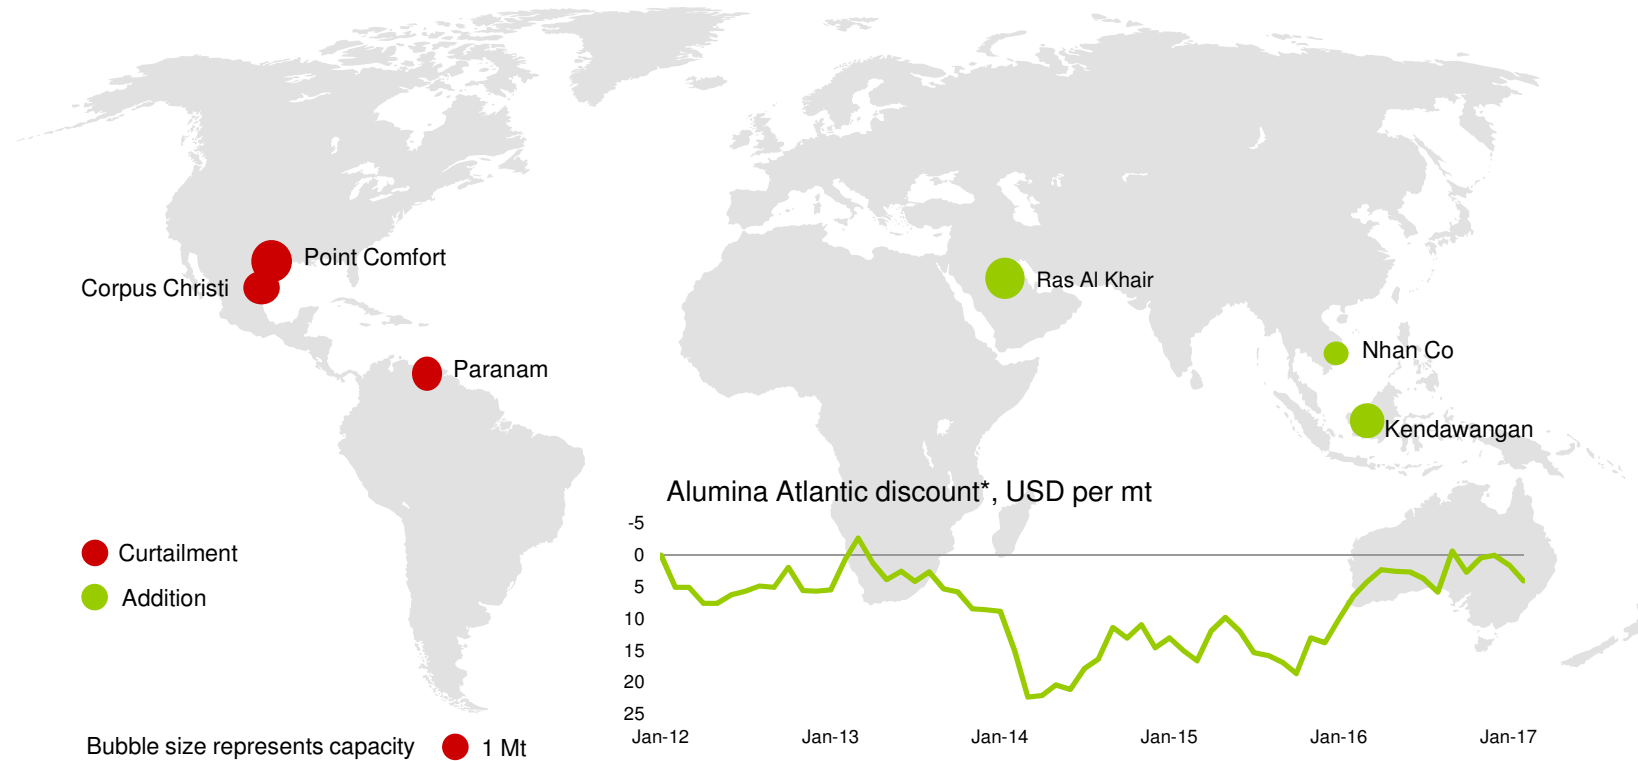 Point Comfort
Corpus Christi
Ras Al Khair
Nhan Co
Paranam
Kendawangan
Alumina Atlantic discount*, USD per mt
-5
0
5
10
15
20
25
Jan-12 Jan-13 Jan-14 Jan-15 Jan-16 Jan-17
Curtailment
Addition
Bubble size represents capacity 1 Mt